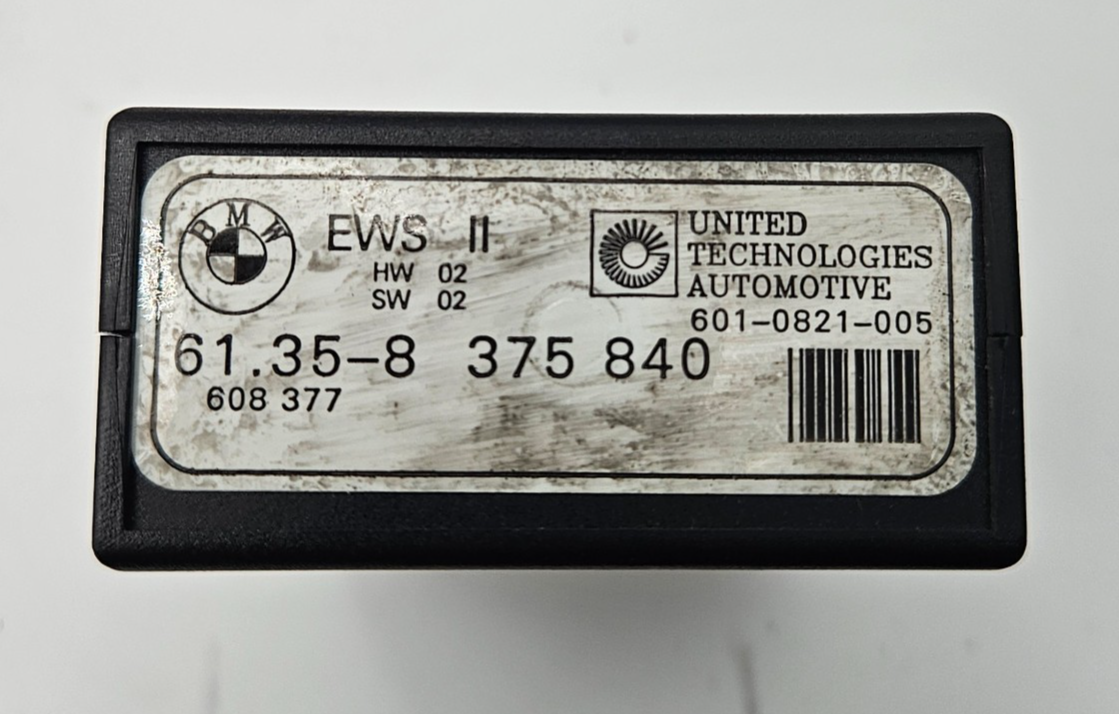 BMW
EWS II
HW 02
SW 02
UNITED
TECHNOLOGIES
AUTOMOTIVE
601-0821-005
61.35-8 375 840
608 377